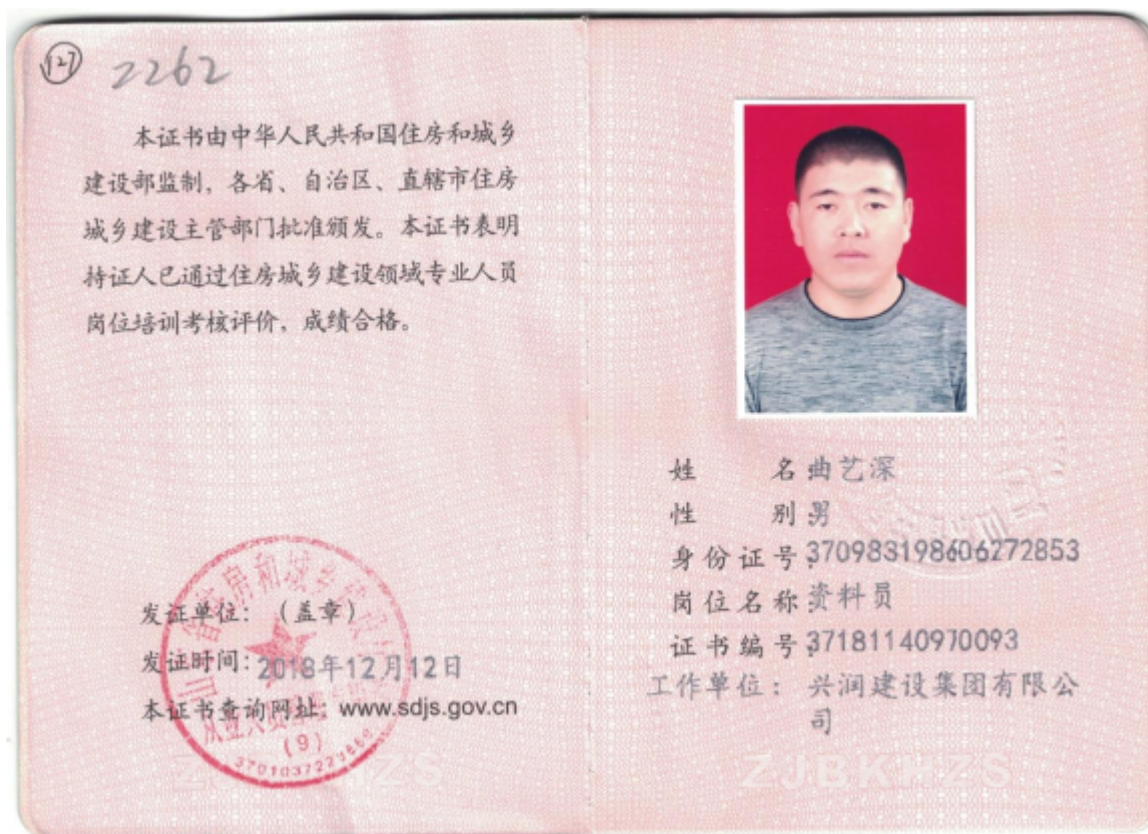 127
2262
本证书由中华人民共和国住房和城乡
建设部监制，各省、自治区、直辖市住房
城乡建设主管部门批准颁发。本证书表明
持证人已通过住房城乡建设领域专业人员
岗位培训考核评价，成绩合格。
发证单位：（盖章）
发证时间：2018年12月12日
本证书查询网址：www.sdjs.gov.cn
(9)
ZJBKHZS
姓 名：曲艺深
性 别：男
身份证号：370983198606272853
岗位名称：资料员
证书编号：37181140970093
工作单位： 兴润建设集团有限公
司
ZJBKHZS